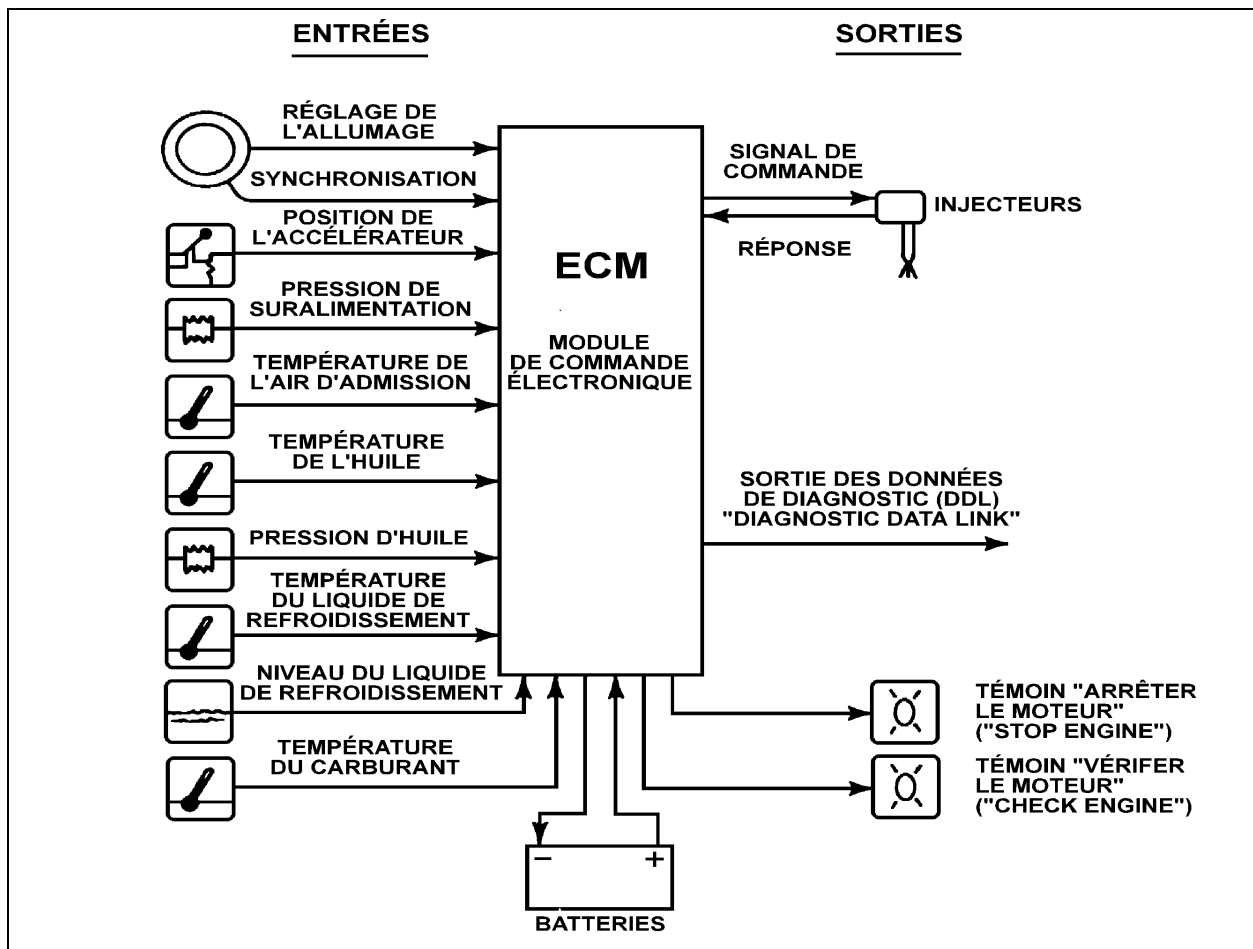 ENTRÉES
SORTIES
RÉGLAGE DE
L'ALLUMAGE
SYNCHRONISATION
POSITION DE
L'ACCÉLÉRATEUR
PRESSION DE
SURALIMENTATION
TEMPÉRATURE DE
L'AIR D'ADMISSION
TEMPÉRATURE
DE L'HUILE
PRESSION D'HUILE
TEMPÉRATURE
DU LIQUIDE DE
REFROIDISSEMENT
NIVEAU DU LIQUIDE
DE REFROIDISSEMENT
TEMPÉRATURE
DU CARBURANT
ECM
MODULE
DE COMMANDE
ÉLECTRONIQUE
SIGNAL DE
COMMANDE
INJECTEURS
RÉPONSE
SORTIE DES DONNÉES
DE DIAGNOSTIC (DDL)
"DIAGNOSTIC DATA LINK"
TÉMOIN "ARRÊTER
LE MOTEUR"
("STOP ENGINE")
TÉMOIN "VÉRIFER
LE MOTEUR"
("CHECK ENGINE")
− +
BATTERIES